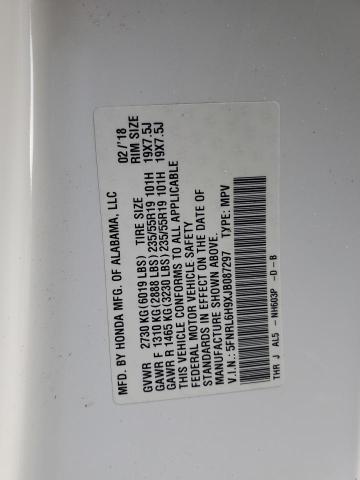 MFD. BY HONDA MFG. OF ALABAMA, LLC 02/'18
GVWR 2730 KG(6019 LBS) TIRE SIZE RIM SIZE
GAWR F 1310 KG(2888 LBS) 235/55R19 101H 19X7.5J
GAWR R 1465 KG(3230 LBS) 235/55R19 101H 19X7.5J
THIS VEHICLE CONFORMS TO ALL APPLICABLE
FEDERAL MOTOR VEHICLE SAFETY
STANDARDS IN EFFECT ON THE DATE OF
MANUFACTURE SHOWN ABOVE.
V.I.N.: 5FNRL6H9XJB087297 TYPE: MPV
THR J AL5 - NH603P -D -B